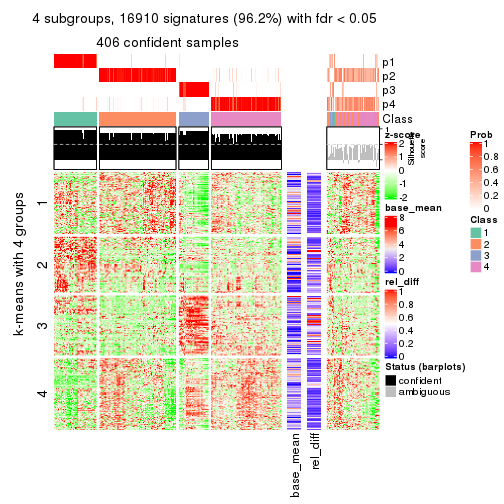 4 subgroups, 16910 signatures (96.2%) with fdr < 0.05
406 confident samples
p1
p2
p3
p4
Class
1
Silhouette
score
k-means with 4 groups
1
2
3
4
base_mean
rel_diff
z-score
2
1
0
-1
-2
base_mean
8
6
4
2
0
rel_diff
1
0.8
0.6
0.4
0.2
0
Status (barplots)
confident
ambiguous
Prob
1
0.8
0.6
0.4
0.2
0
Class
1
2
3
4